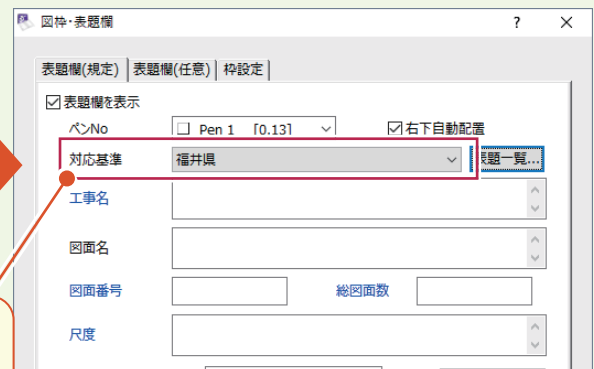 図枠・表題欄 ? ×
表題欄(規定) 表題欄(任意) 枠設定
表題欄を表示
ペンNo Pen 1 [0.13] 右下自動配置
対応基準 福井県 表題一覧...
工事名
図面名
図面番号 総図面数
尺度